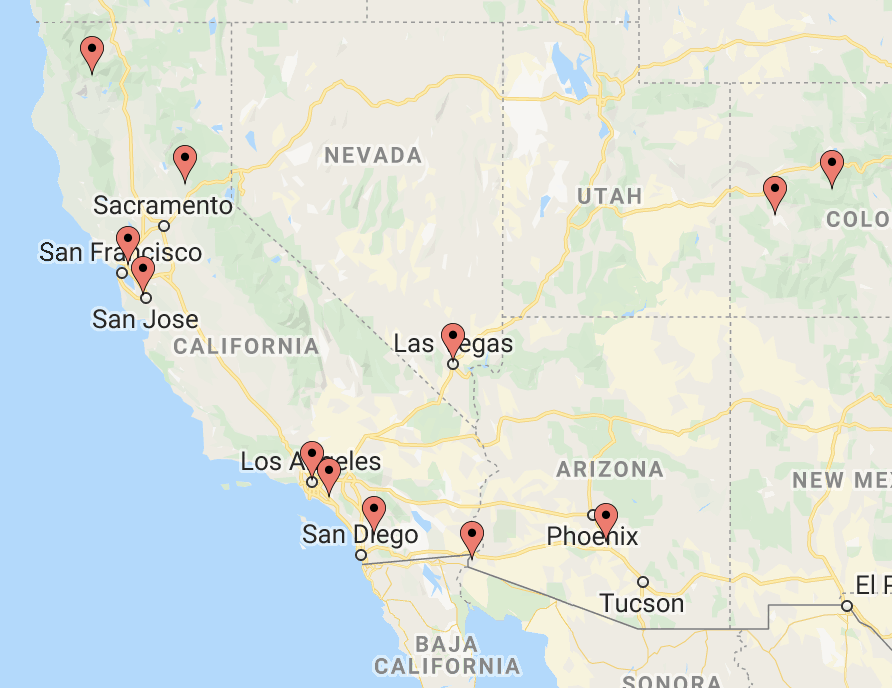 NEVADA
UTAH
Sacramento
COLO
San Francisco
San Jose
CALIFORNIA
Las Vegas
Los Angeles
ARIZONA
NEW ME
San Diego
Phoenix
El P
Tucson
BAJA
CALIFORNIA
SONORA